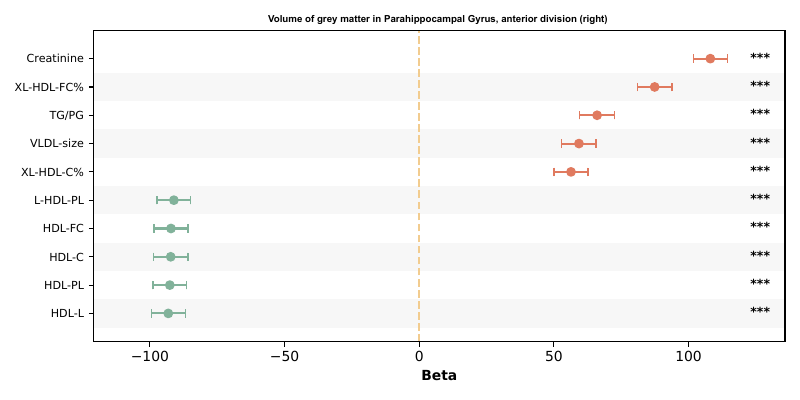 Volume of grey matter in Parahippocampal Gyrus, anterior division (right)
Creatinine ***
XL-HDL-FC% ***
TG/PG ***
VLDL-size ***
XL-HDL-C% ***
L-HDL-PL ***
HDL-FC ***
HDL-C ***
HDL-PL ***
HDL-L ***
−100 −50 0 50 100
Beta